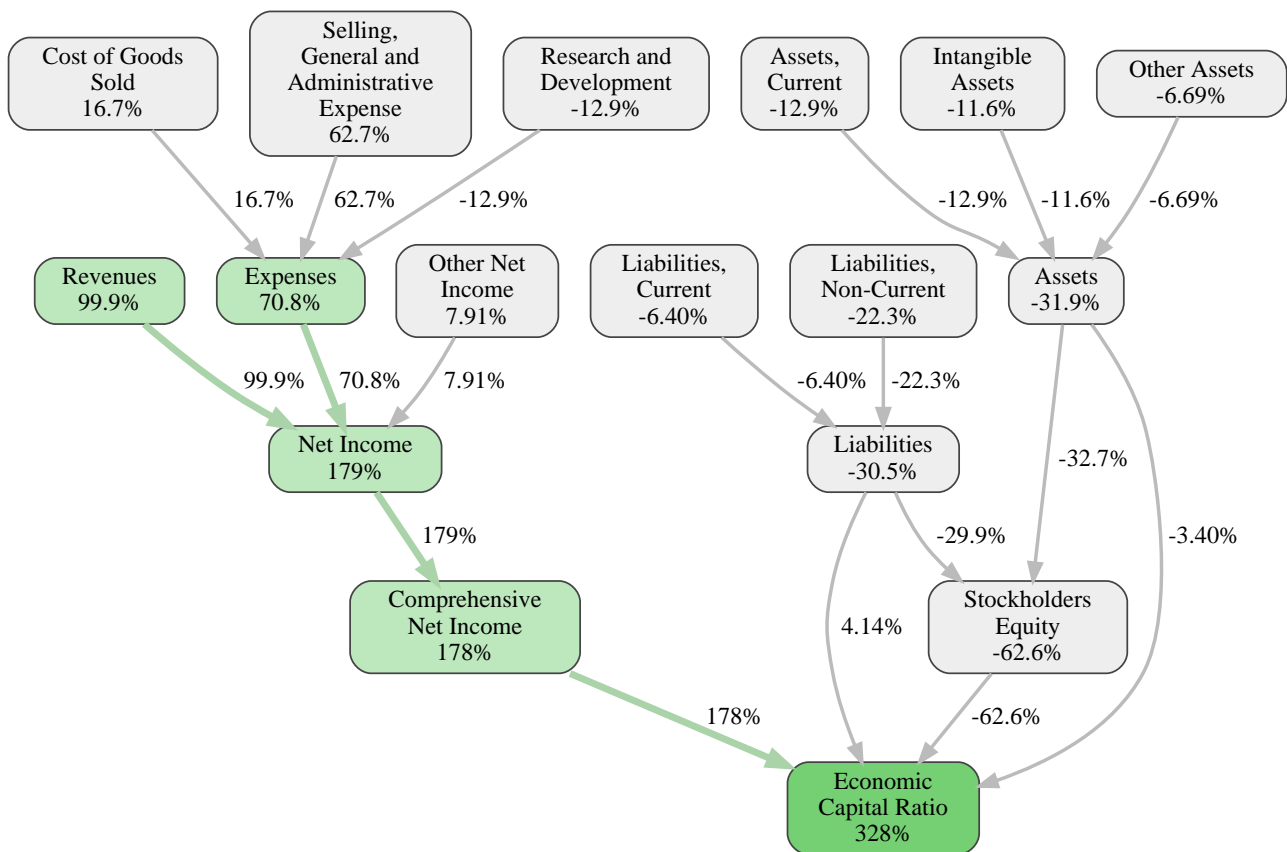 Cost of Goods
Sold
16.7%
Selling,
General and
Administrative
Expense
62.7%
Research and
Development
-12.9%
Assets,
Current
-12.9%
Intangible
Assets
-11.6%
Other Assets
-6.69%
16.7%
62.7%
-12.9%
-12.9%
-11.6%
-6.69%
Revenues
99.9%
Expenses
70.8%
Other Net
Income
7.91%
Liabilities,
Current
-6.40%
Liabilities,
Non-Current
-22.3%
Assets
-31.9%
99.9%
70.8%
7.91%
-6.40%
-22.3%
Net Income
179%
Liabilities
-30.5%
-32.7%
179%
-29.9%
-3.40%
Comprehensive
Net Income
178%
4.14%
Stockholders
Equity
-62.6%
178%
-62.6%
Economic
Capital Ratio
328%